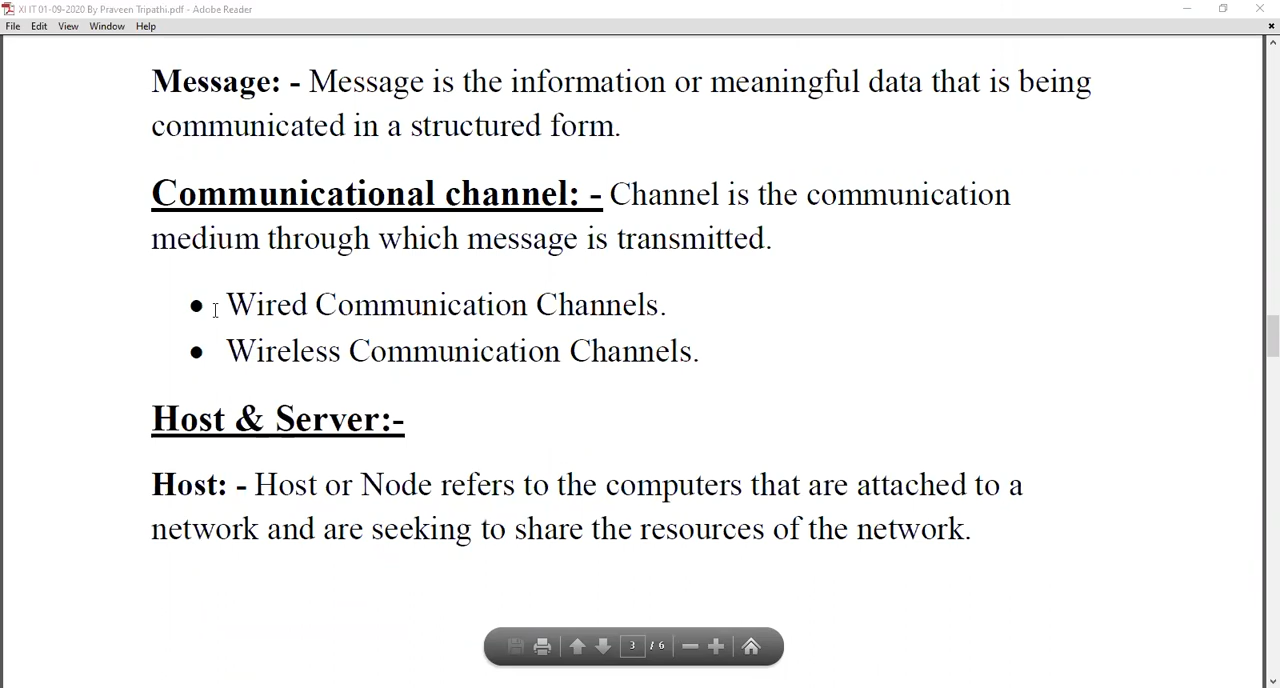 XI IT 01-09-2020 By Praveen Tripathi.pdf - Adobe Reader
File Edit View Window Help
Message: - Message is the information or meaningful data that is being
communicated in a structured form.
Communicational channel: - Channel is the communication
medium through which message is transmitted.
• Wired Communication Channels.
• Wireless Communication Channels.
Host & Server:-
Host: - Host or Node refers to the computers that are attached to a
network and are seeking to share the resources of the network.
3 / 6